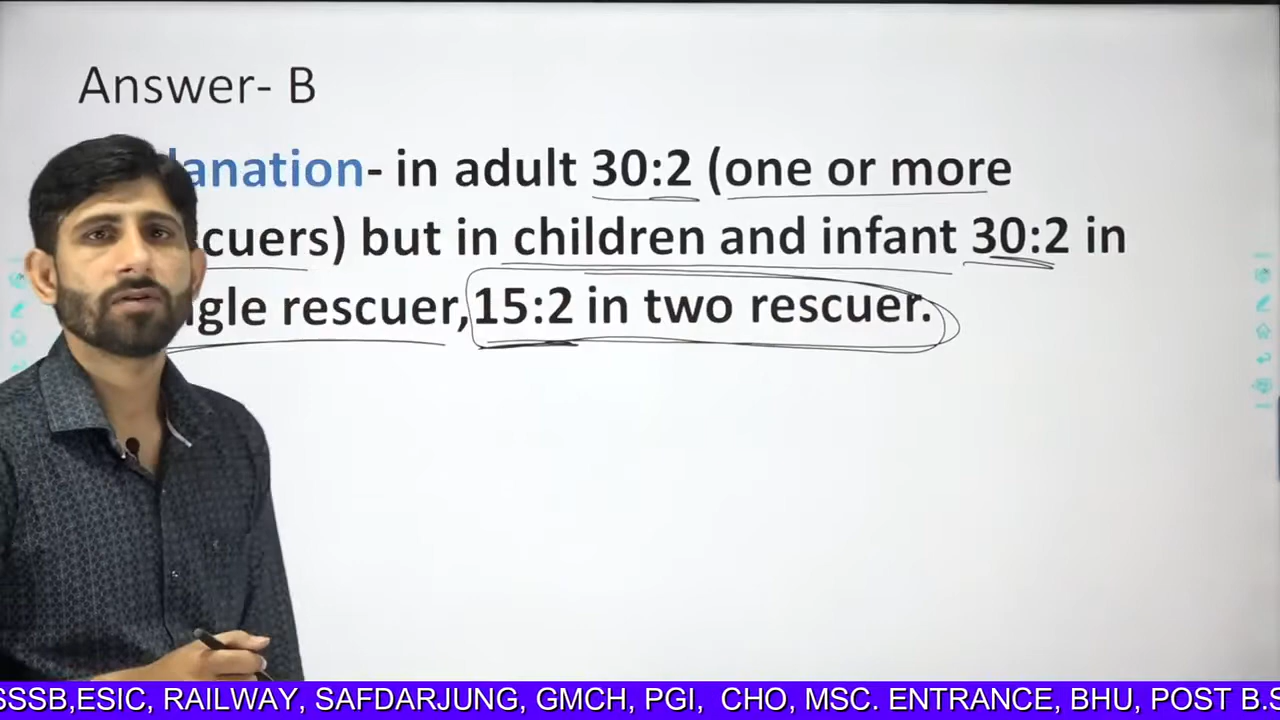 Answer- B
lanation- in adult 30:2 (one or more
scuers) but in children and infant 30:2 in
gle rescuer,15:2 in two rescuer.
SSSB,ESIC, RAILWAY, SAFDARJUNG, GMCH, PGI, CHO, MSC. ENTRANCE, BHU, POST B.S